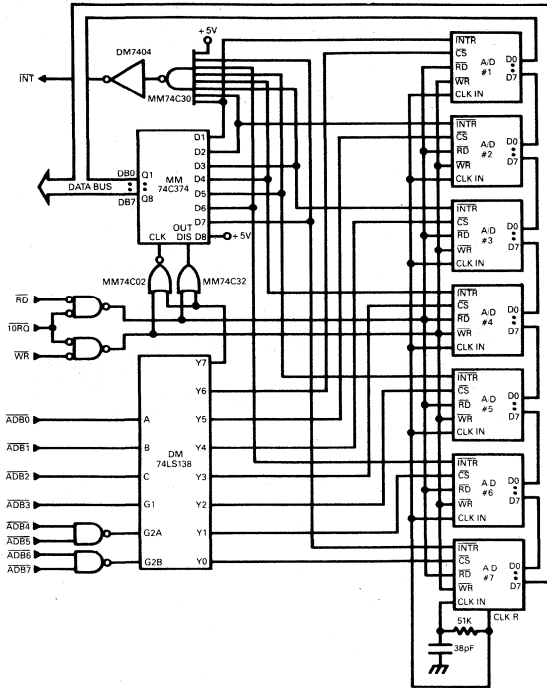 +5V
DM7404
INT
MM74C30
D1
D2
D3
D4
D5
D6
D7
D8
+5V
MM
74C374
DB0
Q1
DATA BUS
DB7
Q8
OUT
DIS
CLK
MM74C02
MM74C32
RD
10RQ
WR
ADB0
ADB1
ADB2
ADB3
ADB4
ADB5
ADB6
ADB7
A
B
C
G1
G2A
G2B
DM
74LS138
Y7
Y6
Y5
Y4
Y3
Y2
Y1
Y0
INTR
CS
RD
WR
CLK IN
A/D
#1
D0
D7
INTR
CS
RD
WR
CLK IN
A/D
#2
D0
D7
INTR
CS
RD
WR
CLK IN
A/D
#3
D0
D7
INTR
CS
RD
WR
CLK IN
A/D
#4
D0
D7
INTR
CS
RD
WR
CLK IN
A/D
#5
D0
D7
INTR
CS
RD
WR
CLK IN
A D
#6
D0
D7
INTR
CS
RD
WR
CLK IN
A D
#7
D0
D7
CLK R
51K
38pF